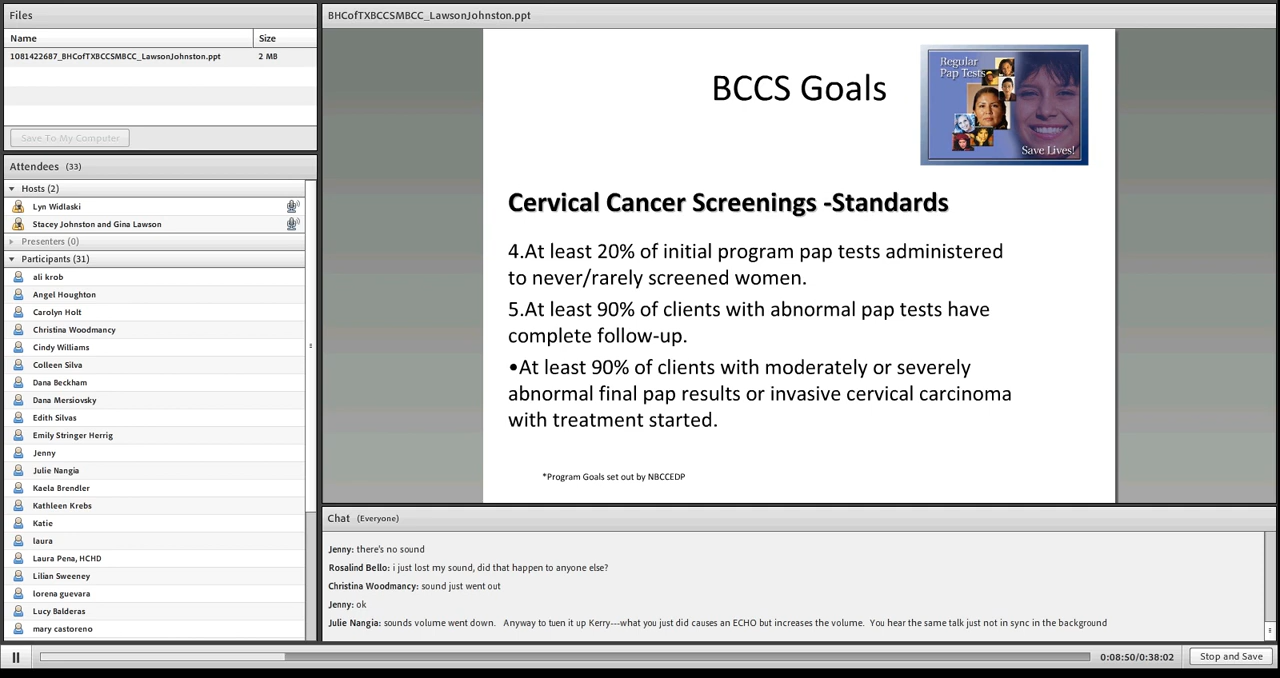 Files
Name Size
1081422687_BHCofTXBCCSMBCC_LawsonJohnston.ppt 2 MB
Save To My Computer
Attendees (33)
Hosts (2)
Lyn Widlaski
Stacey Johnston and Gina Lawson
Presenters (0)
Participants (31)
ali krob
Angel Houghton
Carolyn Holt
Christina Woodmancy
Cindy Williams
Colleen Silva
Dana Beckham
Dana Mersiovsky
Edith Silvas
Emily Stringer Herrig
Jenny
Julie Nangia
Kaela Brendler
Kathleen Krebs
Katie
laura
Laura Pena, HCHD
Lilian Sweeney
lorena guevara
Lucy Balderas
mary castoreno
BHCofTXBCCSMBCC_LawsonJohnston.ppt
BCCS Goals
Regular
Pap Tests
Save Lives!
Cervical Cancer Screenings -Standards
4.At least 20% of initial program pap tests administered
to never/rarely screened women.
5.At least 90% of clients with abnormal pap tests have
complete follow-up.
•At least 90% of clients with moderately or severely
abnormal final pap results or invasive cervical carcinoma
with treatment started.
*Program Goals set out by NBCCEDP
Chat (Everyone)
Jenny: there's no sound
Rosalind Bello: i just lost my sound, did that happen to anyone else?
Christina Woodmancy: sound just went out
Jenny: ok
Julie Nangia: sounds volume went down. Anyway to tuen it up Kerry---what you just did causes an ECHO but increases the volume. You hear the same talk just not in sync in the background
0:08:50/0:38:02 Stop and Save